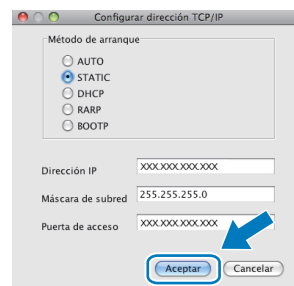 Configurar dirección TCP/IP
Método de arranque
AUTO
STATIC
DHCP
RARP
BOOTP
Dirección IP XXX.XXX.XXX.XXX
Máscara de subred 255.255.255.0
Puerta de acceso XXX.XXX.XXX.XXX
Aceptar Cancelar